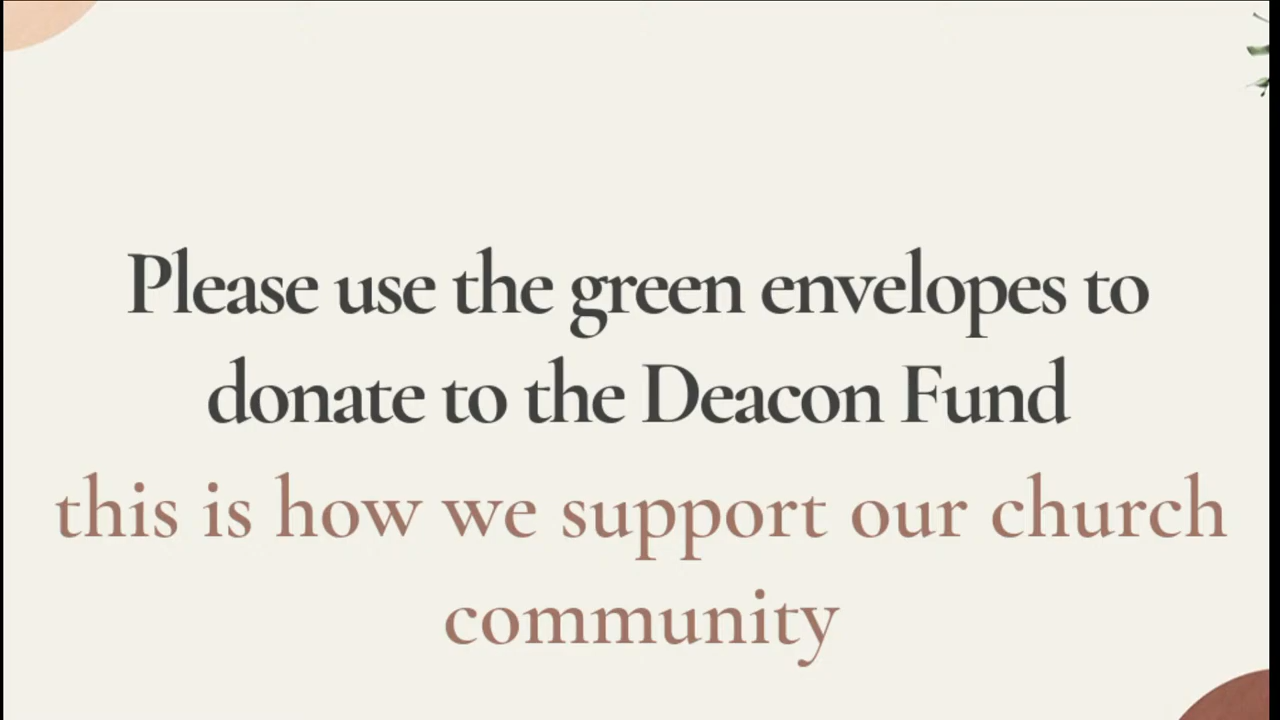 Please use the green envelopes to
donate to the Deacon Fund
this is how we support our church
community